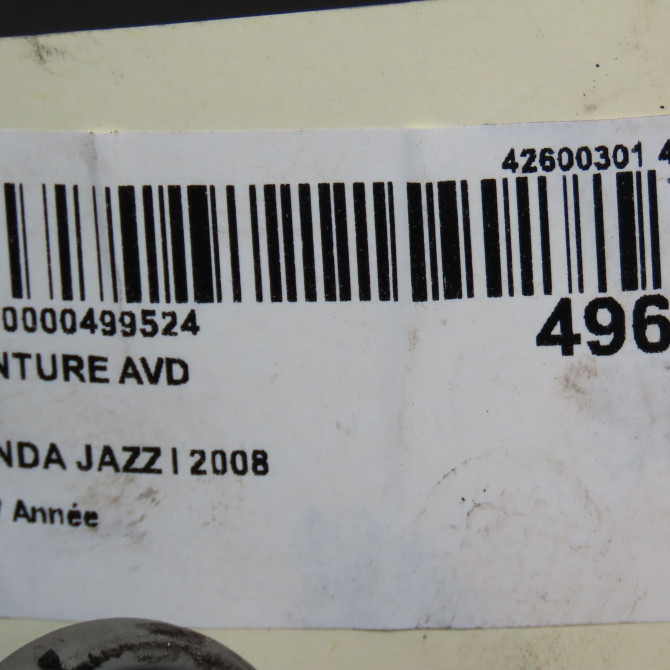 42600301 4
0000499524
496
NTURE AVD
NDA JAZZ I 2008
/ Année